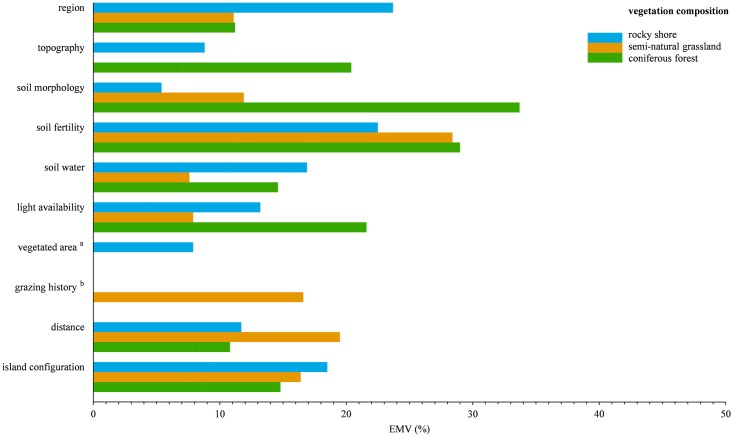 vegetation composition
rocky shore
semi-natural grassland
coniferous forest
region
topography
soil morphology
soil fertility
soil water
light availability
vegetated area a
grazing history b
distance
island configuration
0 10 20 30 40 50
EMV (%)